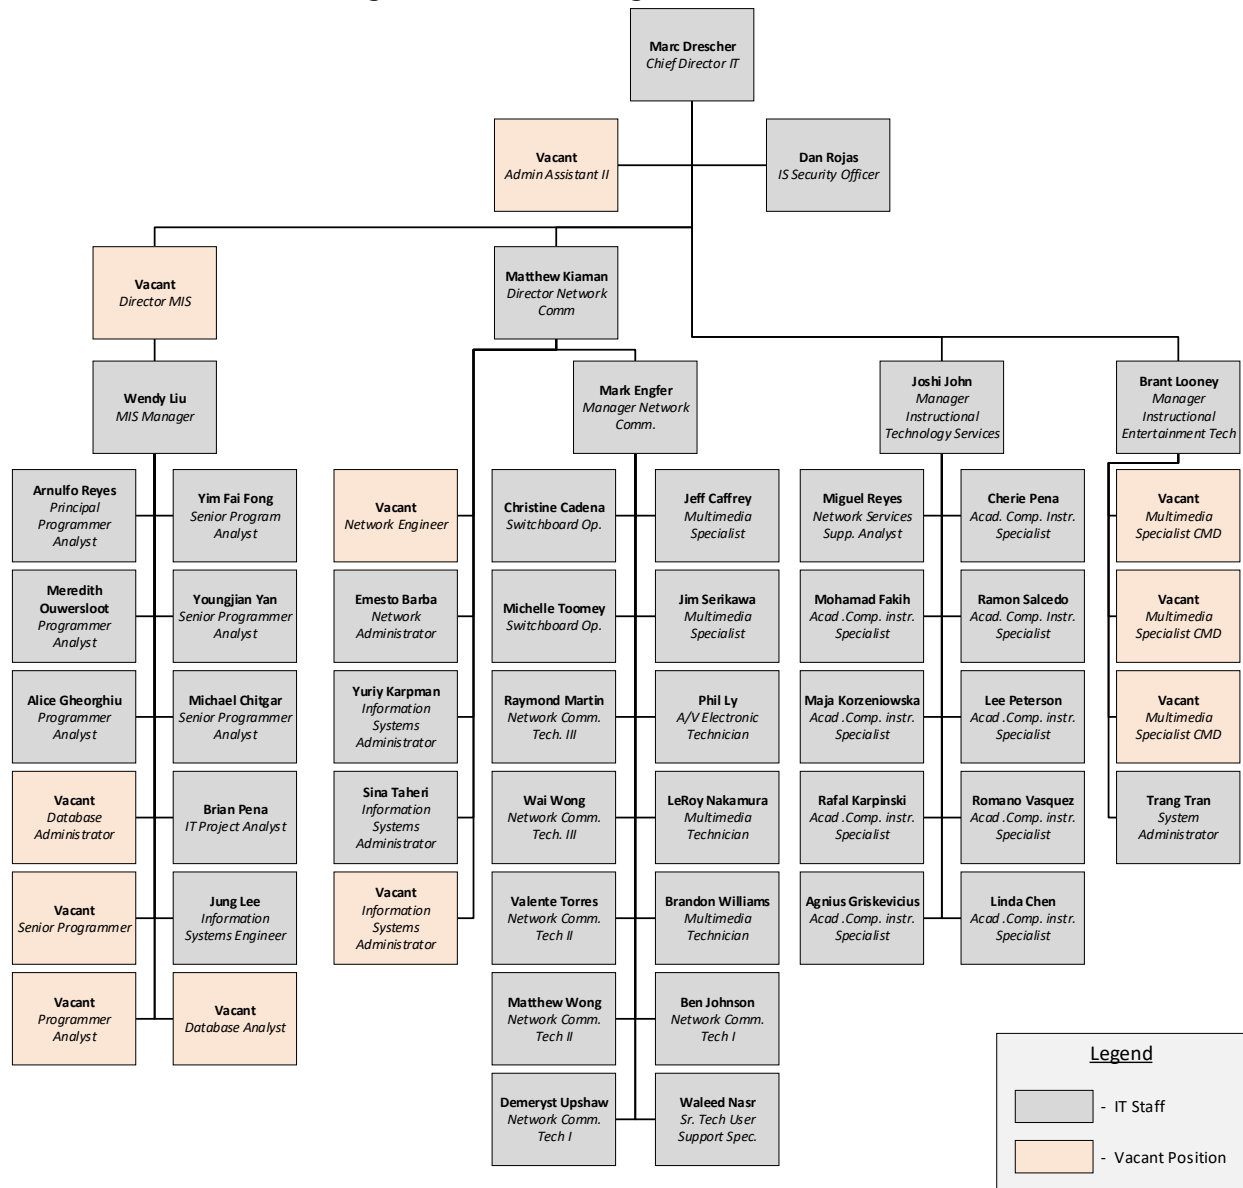 Marc Drescher
Chief Director IT
Vacant
Admin Assistant II
Dan Rojas
IS Security Officer
Vacant
Director MIS
Matthew Kiaman
Director Network
Comm
Wendy Liu
MIS Manager
Mark Engfer
Manager Network
Comm.
Joshi John
Manager
Instructional
Technology Services
Brant Looney
Manager
Instructional
Entertainment Tech
Arnulfo Reyes
Principal
Programmer
Analyst
Yim Fai Fong
Senior Program
Analyst
Vacant
Network Engineer
Christine Cadena
Switchboard Op.
Jeff Caffrey
Multimedia
Specialist
Miguel Reyes
Network Services
Supp. Analyst
Cherie Pena
Acad. Comp. Instr.
Specialist
Vacant
Multimedia
Specialist CMD
Meredith
Ouwersloot
Programmer
Analyst
Youngjian Yan
Senior Programmer
Analyst
Ernesto Barba
Network
Administrator
Michelle Toomey
Switchboard Op.
Jim Serikawa
Multimedia
Specialist
Mohamad Fakih
Acad .Comp. instr.
Specialist
Ramon Salcedo
Acad. Comp. Instr.
Specialist
Vacant
Multimedia
Specialist CMD
Alice Gheorghiu
Programmer
Analyst
Michael Chitgar
Senior Programmer
Analyst
Yuriy Karpman
Information
Systems
Administrator
Raymond Martin
Network Comm.
Tech. III
Phil Ly
A/V Electronic
Technician
Maja Korzeniowska
Acad .Comp. instr.
Specialist
Lee Peterson
Acad .Comp. instr.
Specialist
Vacant
Multimedia
Specialist CMD
Vacant
Database
Administrator
Brian Pena
IT Project Analyst
Sina Taheri
Information
Systems
Administrator
Wai Wong
Network Comm.
Tech. III
LeRoy Nakamura
Multimedia
Technician
Rafal Karpinski
Acad .Comp. instr.
Specialist
Romano Vasquez
Acad .Comp. instr.
Specialist
Trang Tran
System
Administrator
Vacant
Senior Programmer
Jung Lee
Information
Systems Engineer
Vacant
Information
Systems
Administrator
Valente Torres
Network Comm.
Tech II
Brandon Williams
Multimedia
Technician
Agnius Griskevicius
Acad .Comp. instr.
Specialist
Linda Chen
Acad .Comp. instr.
Specialist
Vacant
Programmer
Analyst
Vacant
Database Analyst
Matthew Wong
Network Comm.
Tech II
Ben Johnson
Network Comm.
Tech I
Demeryst Upshaw
Network Comm.
Tech I
Waleed Nasr
Sr. Tech User
Support Spec.
Legend
- IT Staff
- Vacant Position